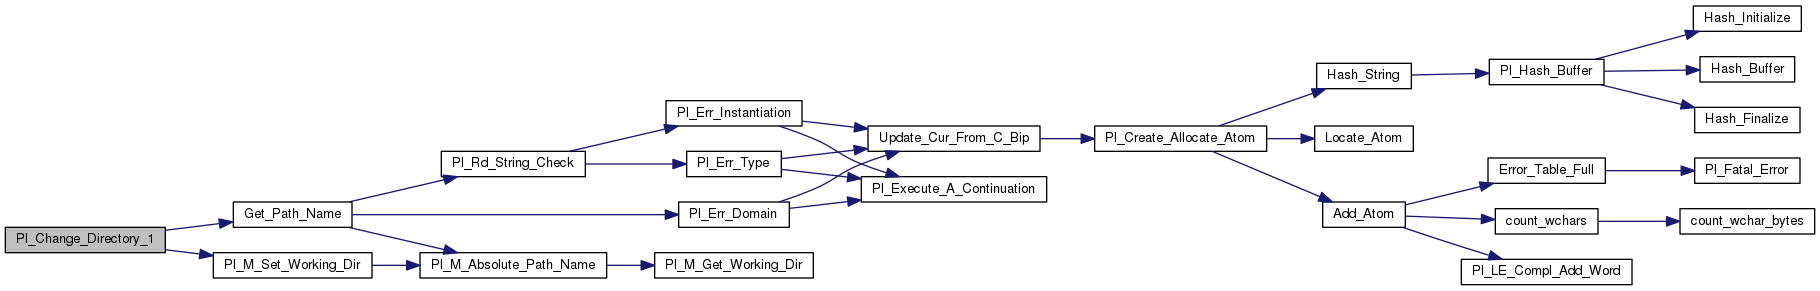 Pl_Change_Directory_1
Get_Path_Name
Pl_M_Set_Working_Dir
Pl_Rd_String_Check
Pl_M_Absolute_Path_Name
Pl_Err_Instantiation
Pl_Err_Type
Pl_Err_Domain
Pl_M_Get_Working_Dir
Update_Cur_From_C_Bip
Pl_Execute_A_Continuation
Pl_Create_Allocate_Atom
Hash_String
Locate_Atom
Add_Atom
Pl_Hash_Buffer
Error_Table_Full
count_wchars
Pl_LE_Compl_Add_Word
Hash_Initialize
Hash_Buffer
Hash_Finalize
Pl_Fatal_Error
count_wchar_bytes